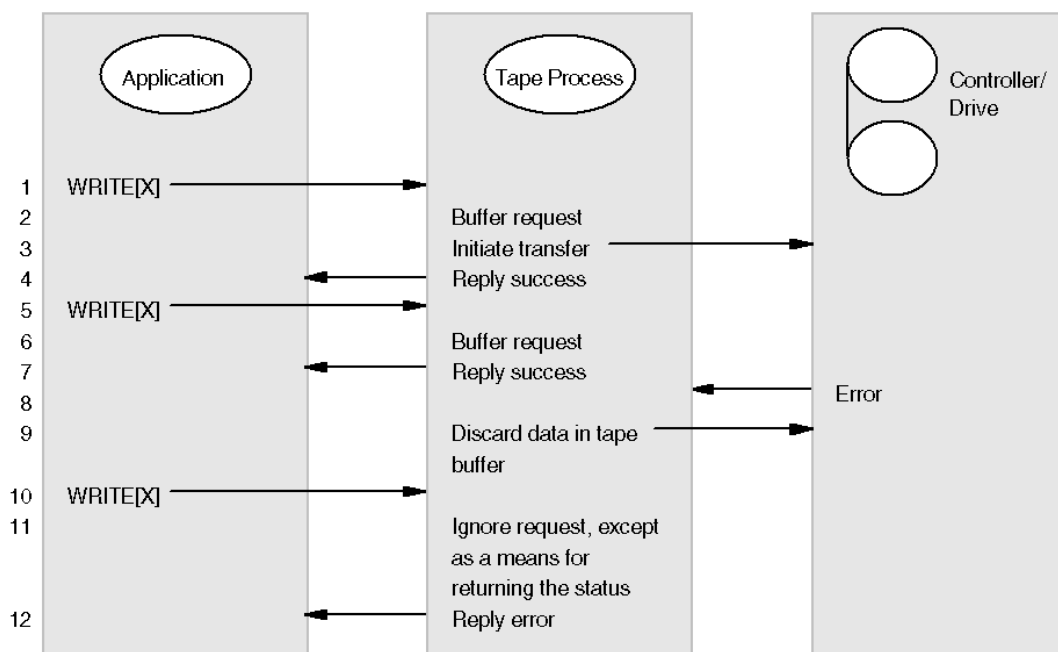 Application
Tape Process
Controller/
Drive
1 WRITE[X]
2 Buffer request
3 Initiate transfer
4 Reply success
5 WRITE[X]
6 Buffer request
7 Reply success
8 Error
9 Discard data in tape
buffer
10 WRITE[X]
11 Ignore request, except
as a means for
returning the status
12 Reply error